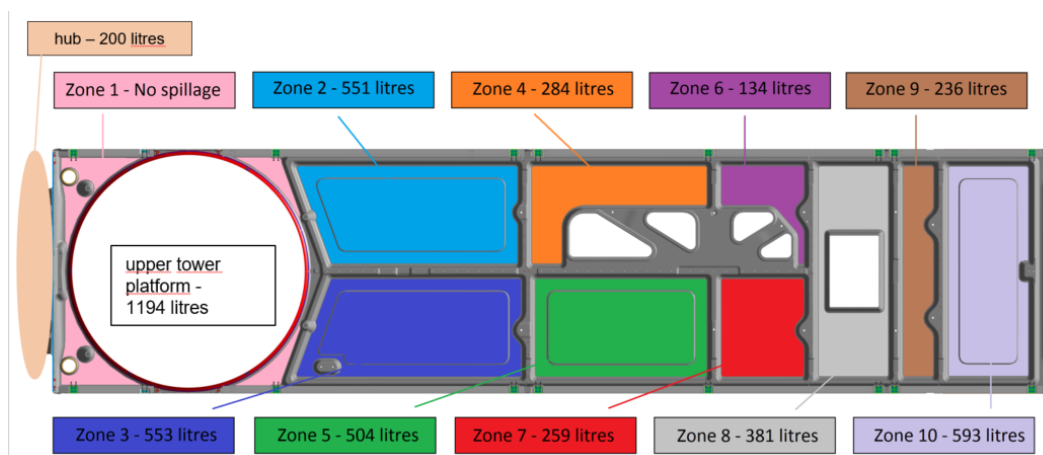 hub – 200 litres
Zone 1 - No spillage
Zone 2 - 551 litres
Zone 4 - 284 litres
Zone 6 - 134 litres
Zone 9 - 236 litres
upper tower
platform -
1194 litres
Zone 3 - 553 litres
Zone 5 - 504 litres
Zone 7 - 259 litres
Zone 8 - 381 litres
Zone 10 - 593 litres